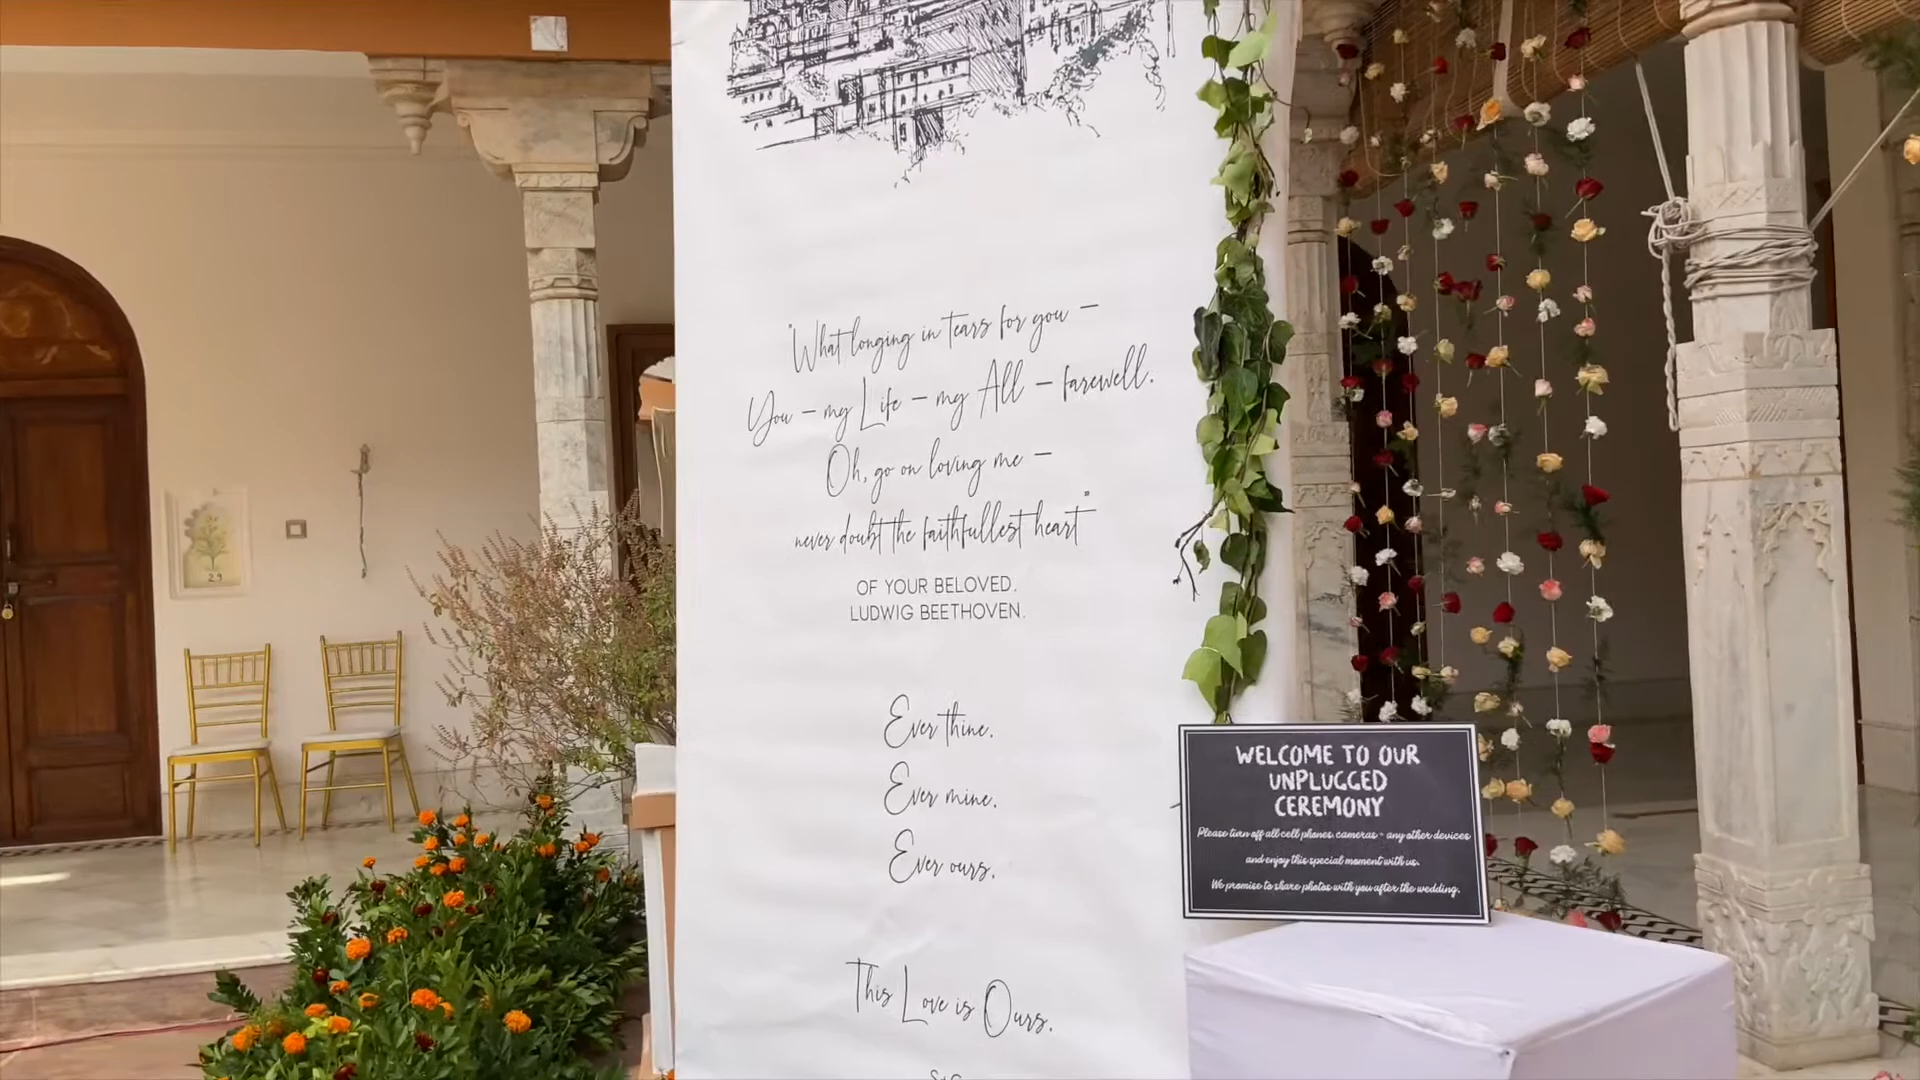 "What longing in tears for you –
You – my Life – my All – farewell.
Oh, go on loving me –
never doubt the faithfullest heart"
OF YOUR BELOVED.
LUDWIG BEETHOVEN.
Ever thine.
Ever mine.
Ever ours.
This Love is Ours.
WELCOME TO OUR
UNPLUGGED
CEREMONY
Please turn off all cell phones, cameras - any other devices
and enjoy this special moment with us.
We promise to share photos with you after the wedding.
29